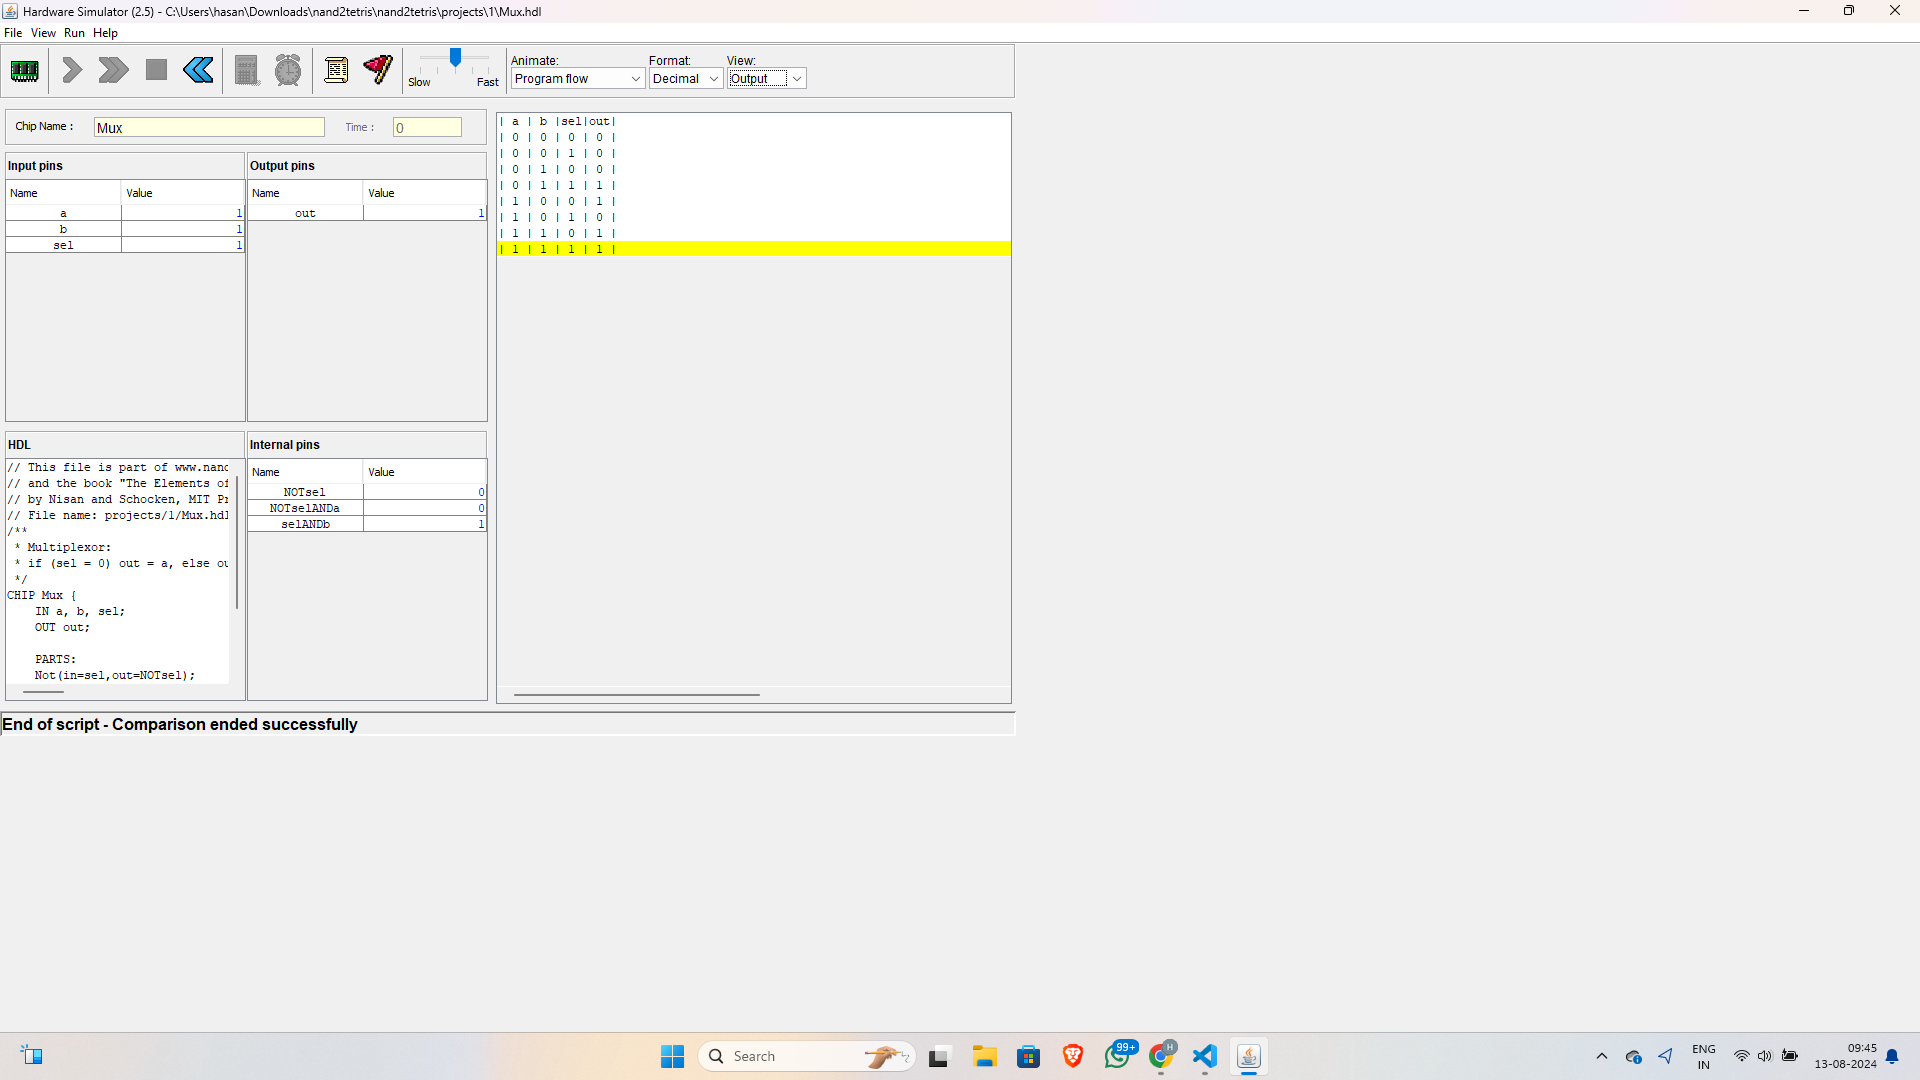 Hardware Simulator (2.5) - C:\Users\hasan\Downloads\nand2tetris\nand2tetris\projects\1\Mux.hdl
File View Run Help
Slow Fast
Animate: Format: View:
Program flow Decimal Output
Chip Name : Mux Time : 0
Input pins Output pins
Name Value Name Value
a 1 out 1
b 1
sel 1
| a | b |sel|out|
| 0 | 0 | 0 | 0 |
| 0 | 0 | 1 | 0 |
| 0 | 1 | 0 | 0 |
| 0 | 1 | 1 | 1 |
| 1 | 0 | 0 | 1 |
| 1 | 0 | 1 | 0 |
| 1 | 1 | 0 | 1 |
| 1 | 1 | 1 | 1 |
HDL
// This file is part of www.nand
// and the book "The Elements of
// by Nisan and Schocken, MIT Pr
// File name: projects/1/Mux.hdl
/**
* Multiplexor:
* if (sel = 0) out = a, else ou
*/
CHIP Mux {
IN a, b, sel;
OUT out;
PARTS:
Not(in=sel,out=NOTsel);
Internal pins
Name Value
NOTsel 0
NOTselANDa 0
selANDb 1
End of script - Comparison ended successfully
Search
99+
H
ENG
IN
09:45
13-08-2024